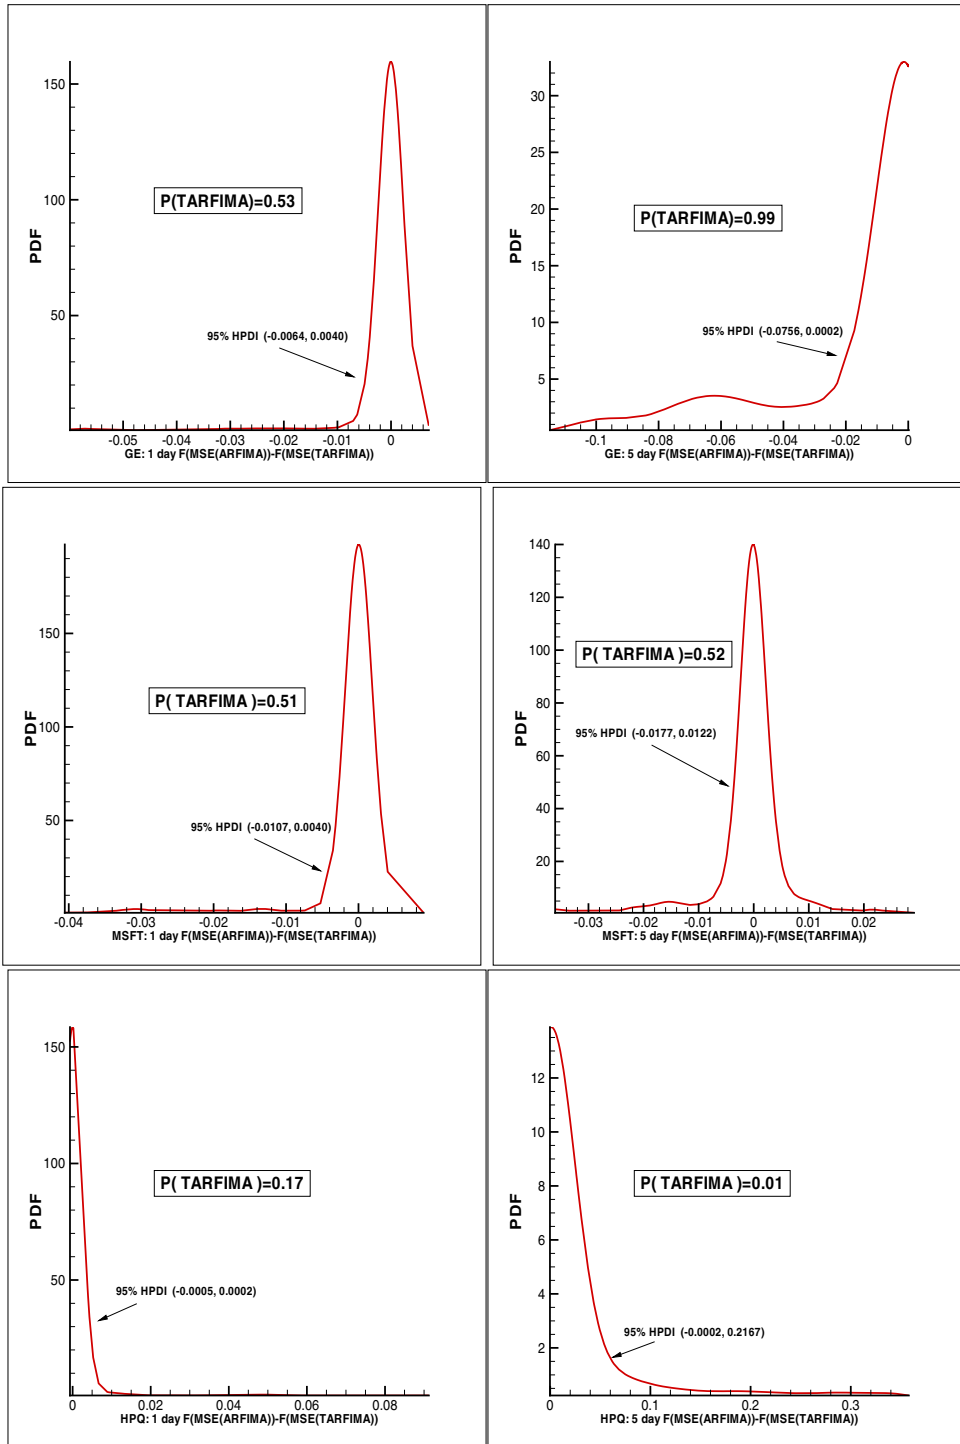 150
100
50
PDF
P(TARFIMA)=0.53
95% HPDI (-0.0064, 0.0040)
-0.05 -0.04 -0.03 -0.02 -0.01 0
GE: 1 day F(MSE(ARFIMA))-F(MSE(TARFIMA))
30
25
20
15
10
5
PDF
P(TARFIMA)=0.99
95% HPDI (-0.0756, 0.0002)
-0.1 -0.08 -0.06 -0.04 -0.02 0
GE: 5 day F(MSE(ARFIMA))-F(MSE(TARFIMA))
150
100
50
PDF
P( TARFIMA )=0.51
95% HPDI (-0.0107, 0.0040)
-0.04 -0.03 -0.02 -0.01 0
MSFT: 1 day F(MSE(ARFIMA))-F(MSE(TARFIMA))
140
120
100
80
60
40
20
PDF
P( TARFIMA )=0.52
95% HPDI (-0.0177, 0.0122)
-0.03 -0.02 -0.01 0 0.01 0.02
MSFT: 5 day F(MSE(ARFIMA))-F(MSE(TARFIMA))
150
100
50
PDF
P( TARFIMA )=0.17
95% HPDI (-0.0005, 0.0002)
0 0.02 0.04 0.06 0.08
HPQ: 1 day F(MSE(ARFIMA))-F(MSE(TARFIMA))
12
10
8
6
4
2
PDF
P( TARFIMA )=0.01
95% HPDI (-0.0002, 0.2167)
0 0.1 0.2 0.3
HPQ: 5 day F(MSE(ARFIMA))-F(MSE(TARFIMA))